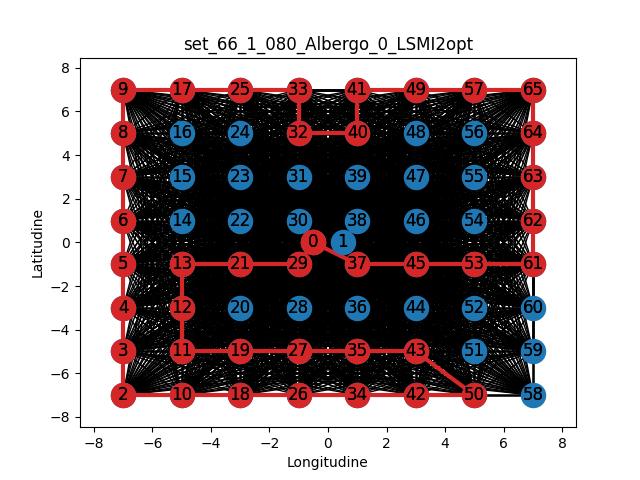 set_66_1_080_Albergo_0_LSMI2opt
8
9 17 25 33 41 49 57 65
6
8 16 24 32 40 48 56 64
4
7 15 23 31 39 47 55 63
2
6 14 22 30 38 46 54 62
0
0 1
5 13 21 29 37 45 53 61
−2
4 12 20 28 36 44 52 60
−4
3 11 19 27 35 43 51 59
−6
2 10 18 26 34 42 50 58
−8
−8 −6 −4 −2 0 2 4 6 8
Latitudine
Longitudine